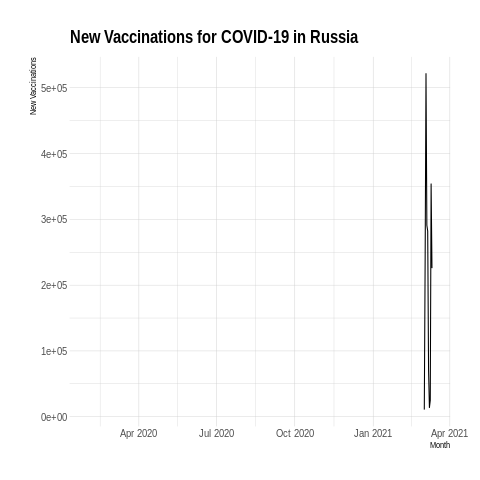 New Vaccinations for COVID-19 in Russia
New Vaccinations
5e+05
4e+05
3e+05
2e+05
1e+05
0e+00
Apr 2020 Jul 2020 Oct 2020 Jan 2021 Apr 2021
Month